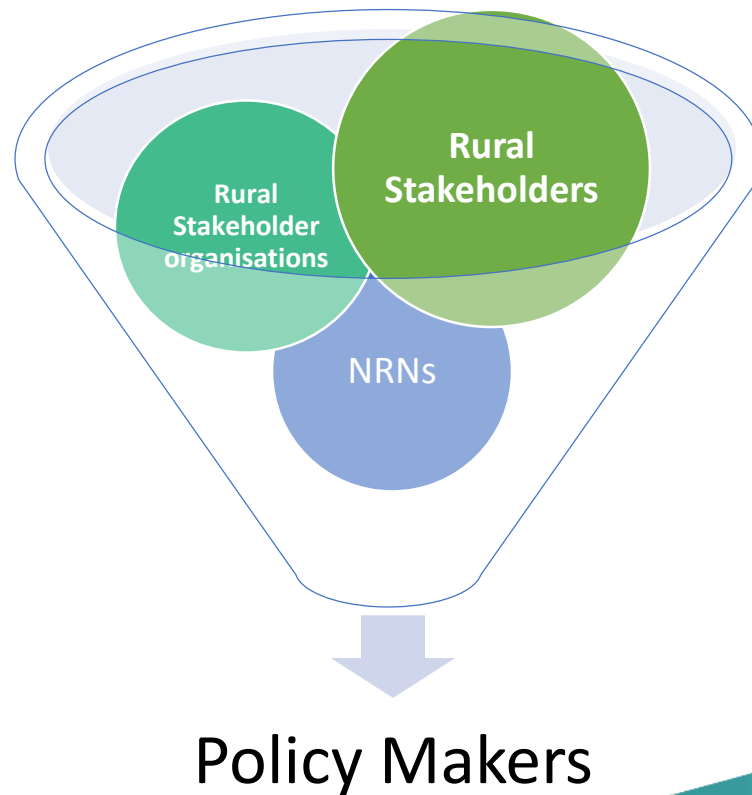 Rural
Stakeholders
Rural
Stakeholder
organisations
NRNs
Policy Makers